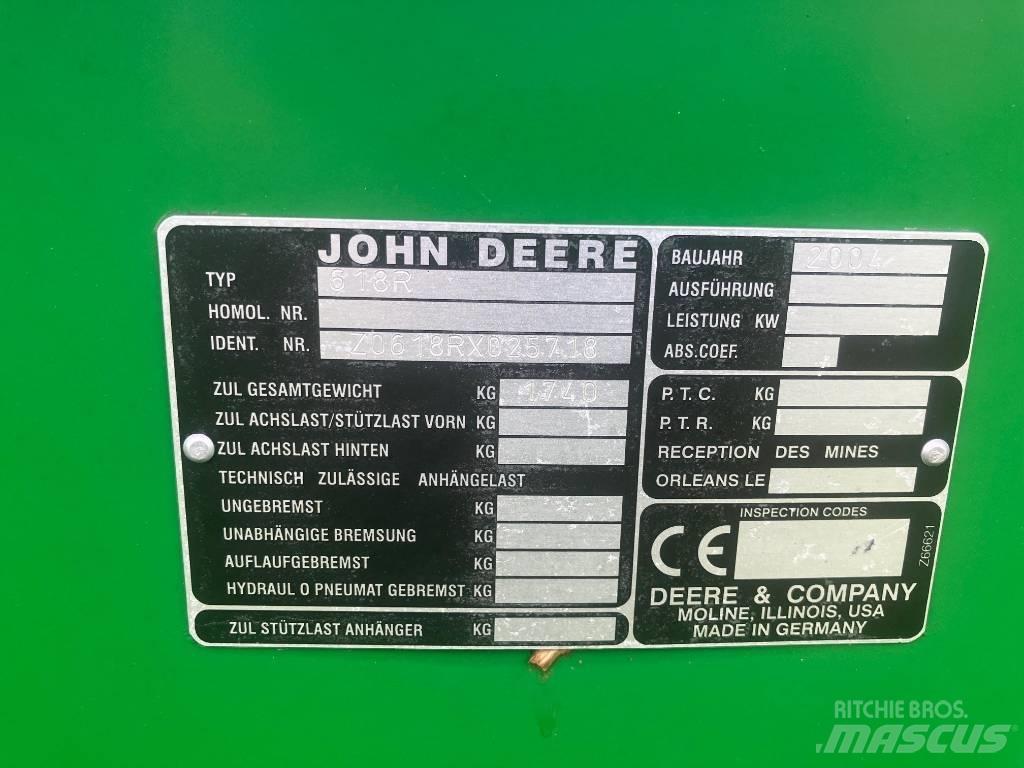 JOHN DEERE
TYP 618R
HOMOL. NR.
IDENT. NR. Z0618RX025718
ZUL GESAMTGEWICHT KG 1740
ZUL ACHSLAST/STÜTZLAST VORN KG
ZUL ACHSLAST HINTEN KG
TECHNISCH ZULÄSSIGE ANHÄNGELAST
UNGEBREMST KG
UNABHÄNGIGE BREMSUNG KG
AUFLAUFGEBREMST KG
HYDRAUL O PNEUMAT GEBREMST KG
ZUL STÜTZLAST ANHÄNGER KG
BAUJAHR 2004
AUSFÜHRUNG
LEISTUNG KW
ABS.COEF.
P.T.C. KG
P.T.R. KG
RECEPTION DES MINES
ORLEANS LE
INSPECTION CODES
CE
Z66621
DEERE & COMPANY
MOLINE, ILLINOIS, USA
MADE IN GERMANY
RITCHIE BROS.
MASCUS